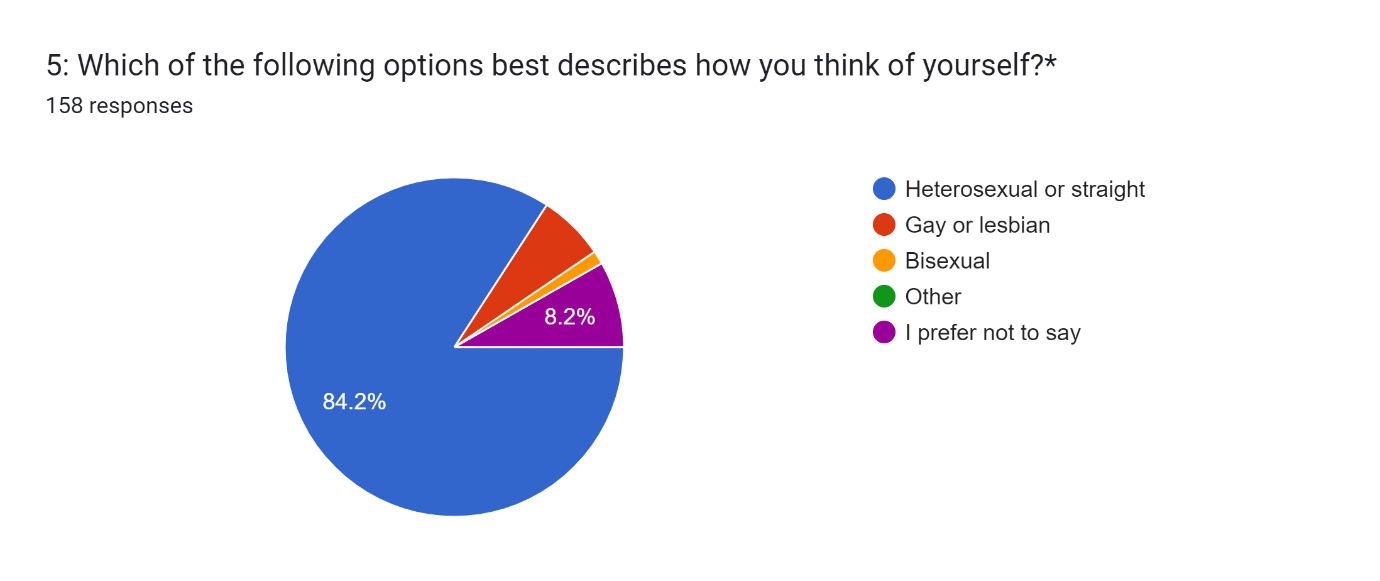 5: Which of the following options best describes how you think of yourself?*
158 responses
Heterosexual or straight
Gay or lesbian
Bisexual
Other
I prefer not to say
8.2%
84.2%